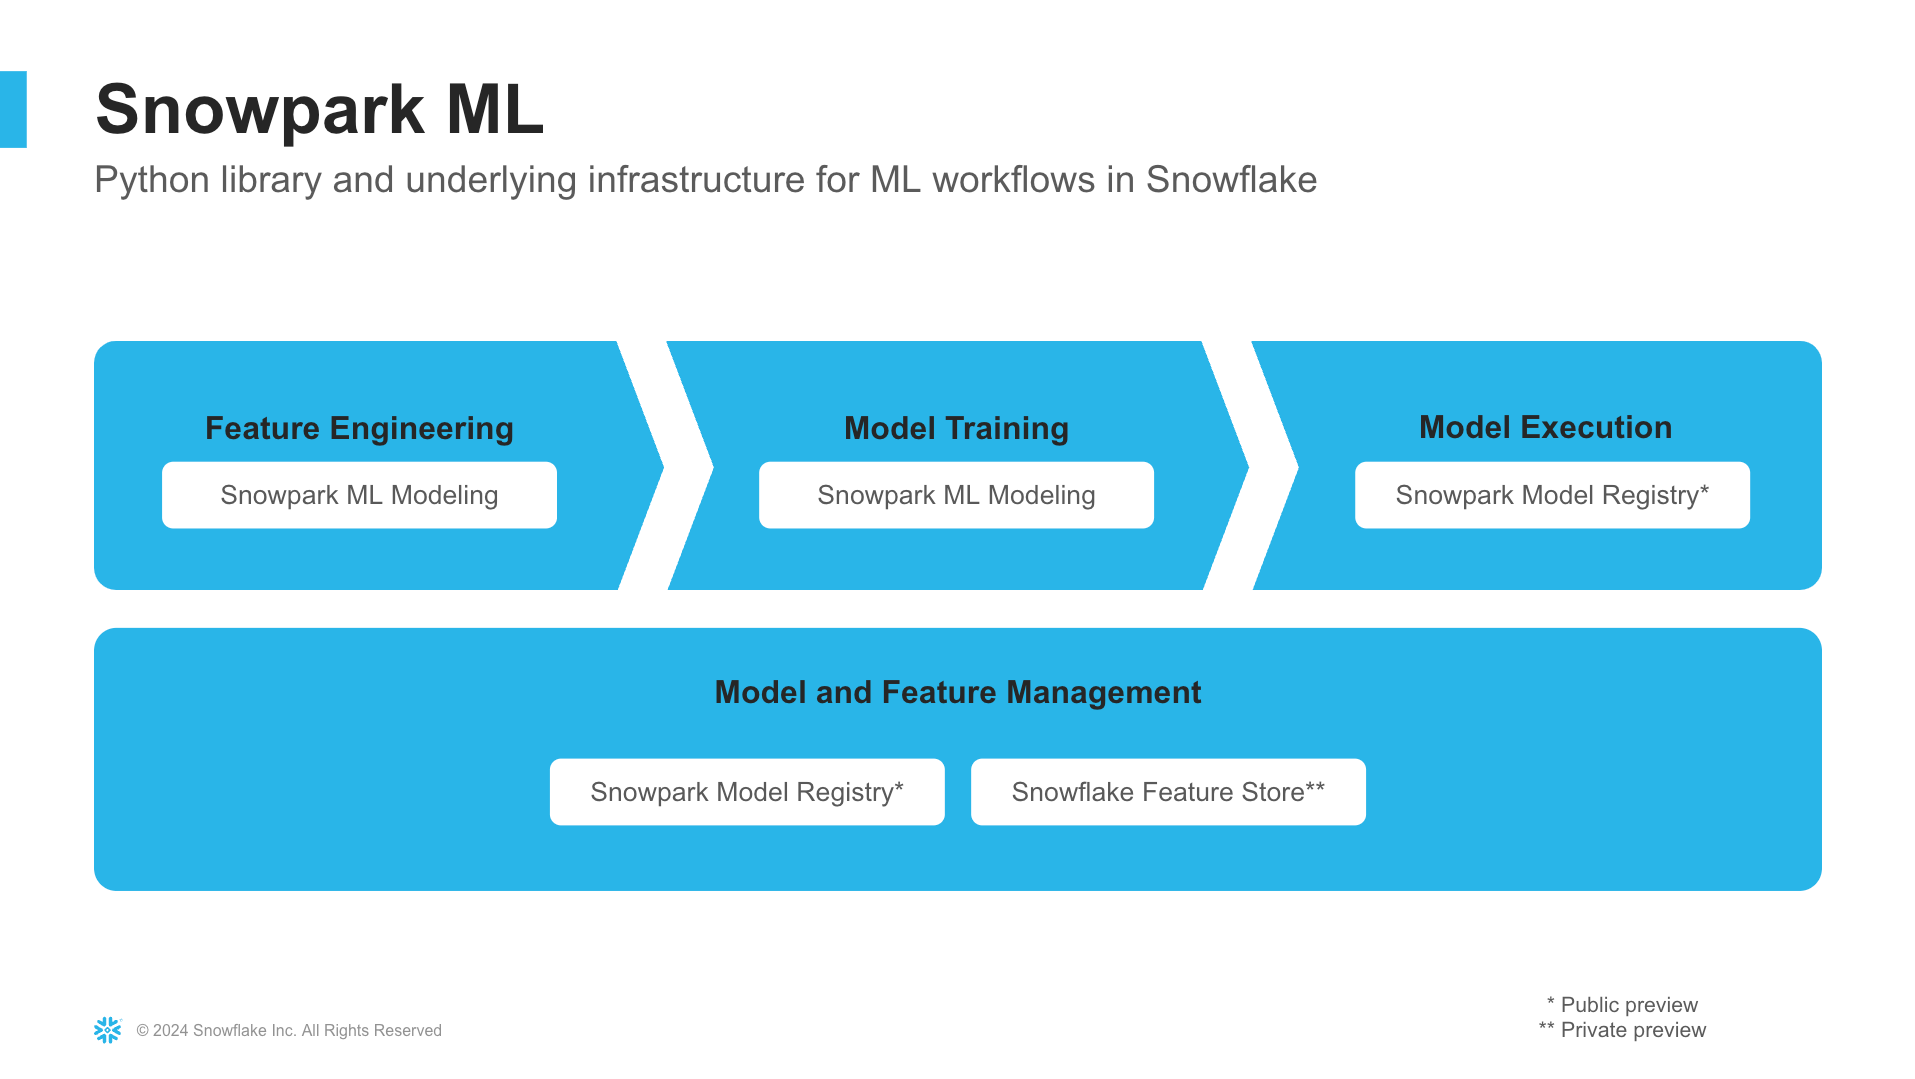 Snowpark ML
Python library and underlying infrastructure for ML workflows in Snowflake
Feature Engineering
Snowpark ML Modeling
Model Training
Snowpark ML Modeling
Model Execution
Snowpark Model Registry*
Model and Feature Management
Snowpark Model Registry*
Snowflake Feature Store**
© 2024 Snowflake Inc. All Rights Reserved
* Public preview
** Private preview